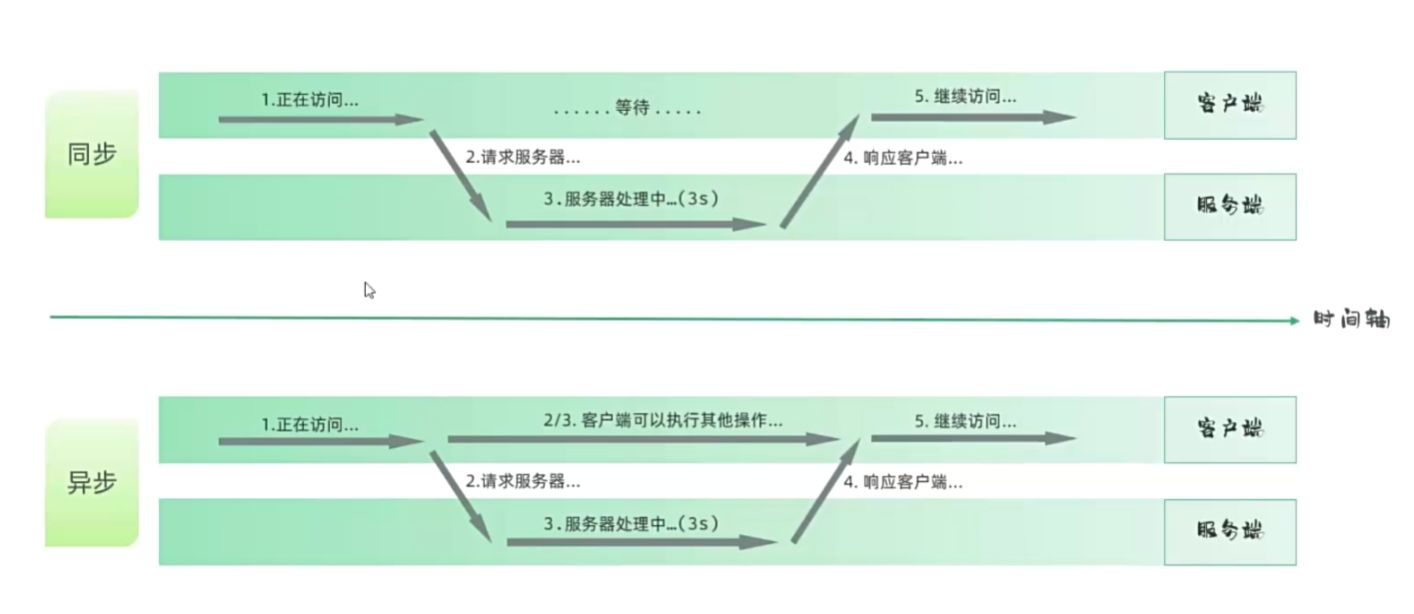 同步
1.正在访问...
......等待.....
5. 继续访问...
客户端
2.请求服务器...
4. 响应客户端...
3.服务器处理中…(3s)
服务端
时间轴
异步
1.正在访问...
2/3. 客户端可以执行其他操作...
5. 继续访问...
客户端
2.请求服务器...
4. 响应客户端...
3.服务器处理中…(3s)
服务端